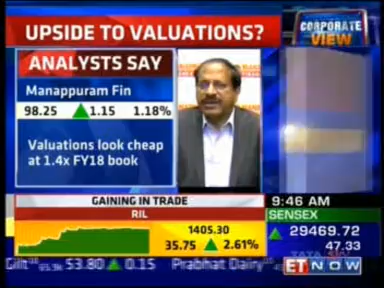 UPSIDE TO VALUATIONS?
CORPORATE
VIEW
ANALYSTS SAY
Manappuram Fin
98.25 1.15 1.18%
Valuations look cheap
at 1.4x FY18 book
GAINING IN TRADE
RIL
1405.30
35.75 2.61%
9:46 AM
SENSEX
29469.72
47.33
TATA sky
53.80 0.15 Prabhat Dairy
ET NOW